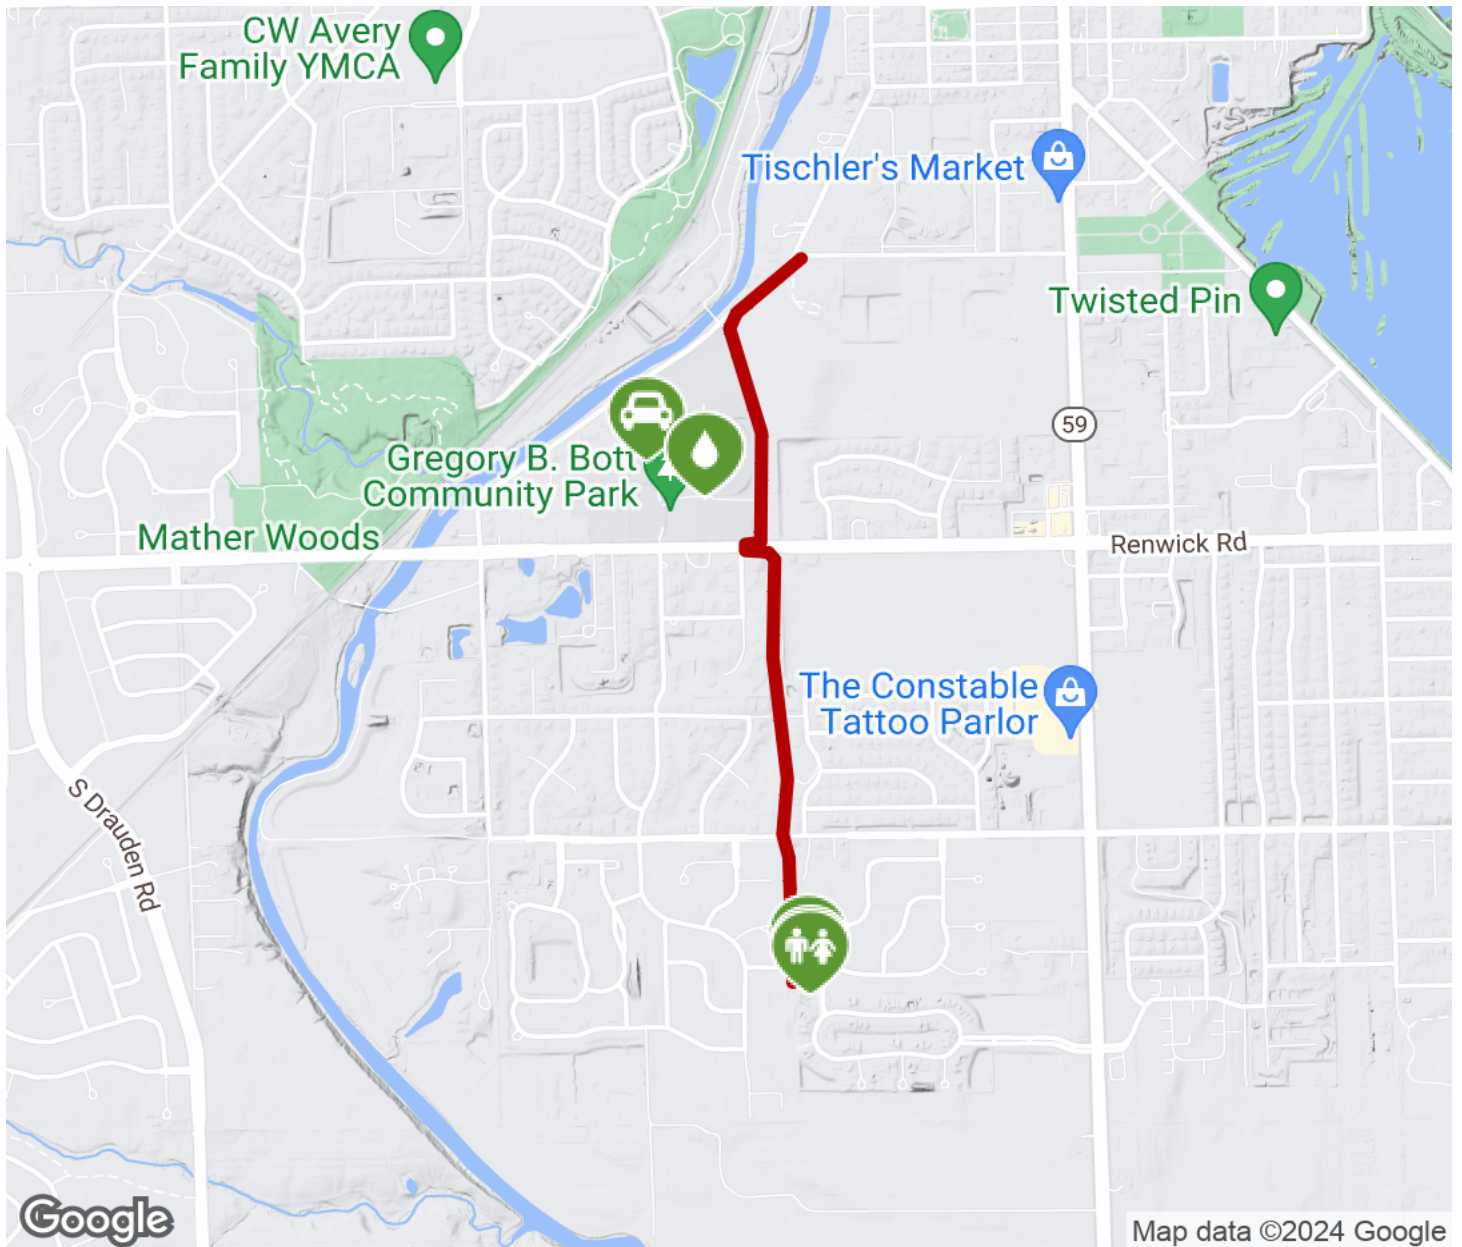 CW Avery
Family YMCA
Tischler's Market
Twisted Pin
59
Gregory B. Bott
Community Park
Mather Woods
Renwick Rd
The Constable
Tattoo Parlor
S Drauden Rd
Google
Map data ©2024 Google